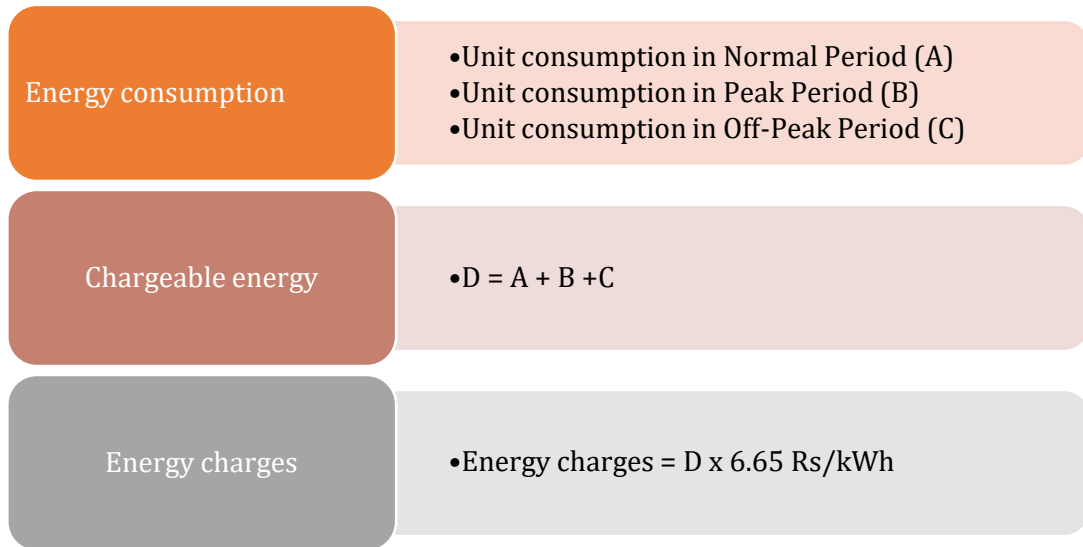 Energy consumption
•Unit consumption in Normal Period (A)
•Unit consumption in Peak Period (B)
•Unit consumption in Off-Peak Period (C)
Chargeable energy
•D = A + B +C
Energy charges
•Energy charges = D x 6.65 Rs/kWh